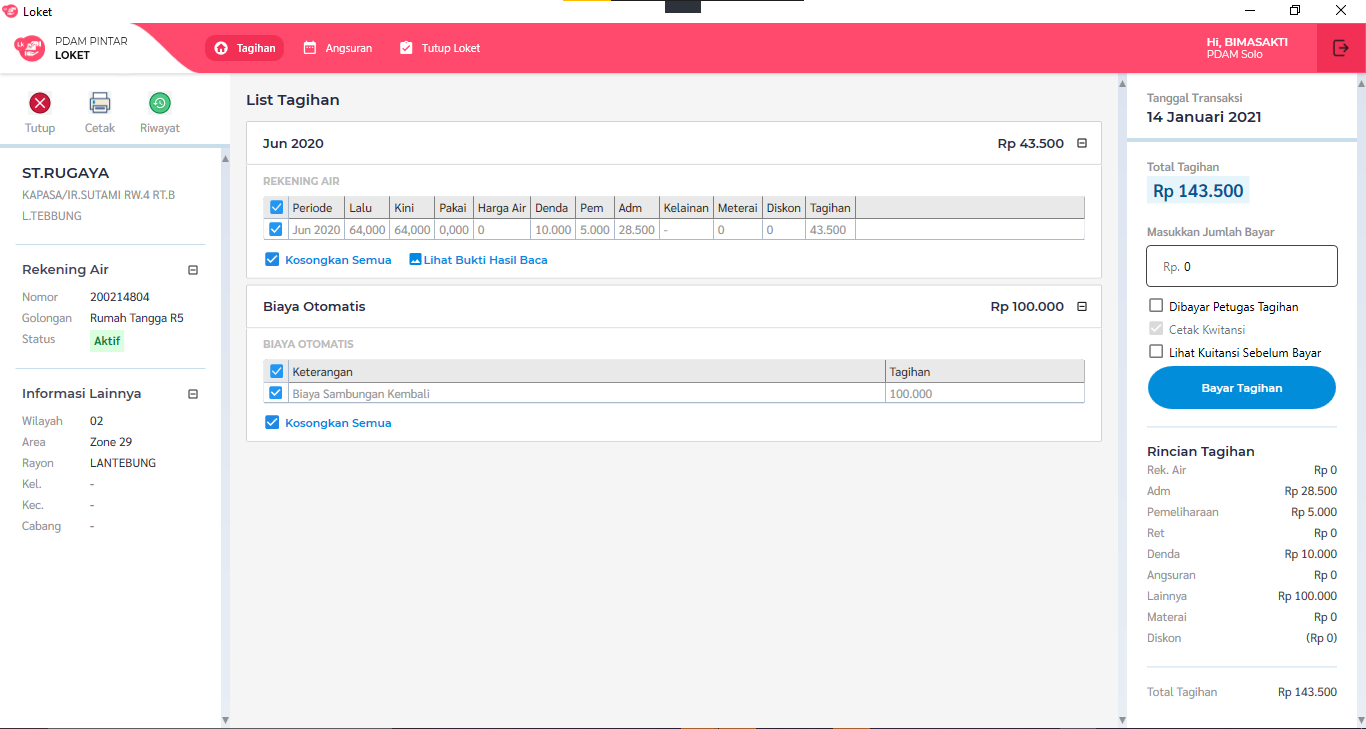 Loket
PDAM PINTAR
LOKET
Tagihan
Angsuran
Tutup Loket
Hi, BIMASAKTI
PDAM Solo
Tutup
Cetak
Riwayat
ST.RUGAYA
KAPASA/IR.SUTAMI RW.4 RT.B
L.TEBBUNG
Rekening Air
Nomor 200214804
Golongan Rumah Tangga R5
Status Aktif
Informasi Lainnya
Wilayah 02
Area Zone 29
Rayon LANTEBUNG
Kel. -
Kec. -
Cabang -
List Tagihan
Jun 2020 Rp 43.500
REKENING AIR
Periode Lalu Kini Pakai Harga Air Denda Pem Adm Kelainan Meterai Diskon Tagihan
Jun 2020 64,000 64,000 0,000 0 10.000 5.000 28.500 - 0 0 43.500
Kosongkan Semua Lihat Bukti Hasil Baca
Biaya Otomatis Rp 100.000
BIAYA OTOMATIS
Keterangan Tagihan
Biaya Sambungan Kembali 100.000
Kosongkan Semua
Tanggal Transaksi
14 Januari 2021
Total Tagihan
Rp 143.500
Masukkan Jumlah Bayar
Rp. 0
Dibayar Petugas Tagihan
Cetak Kwitansi
Lihat Kuitansi Sebelum Bayar
Bayar Tagihan
Rincian Tagihan
Rek. Air Rp 0
Adm Rp 28.500
Pemeliharaan Rp 5.000
Ret Rp 0
Denda Rp 10.000
Angsuran Rp 0
Lainnya Rp 100.000
Materai Rp 0
Diskon (Rp 0)
Total Tagihan Rp 143.500